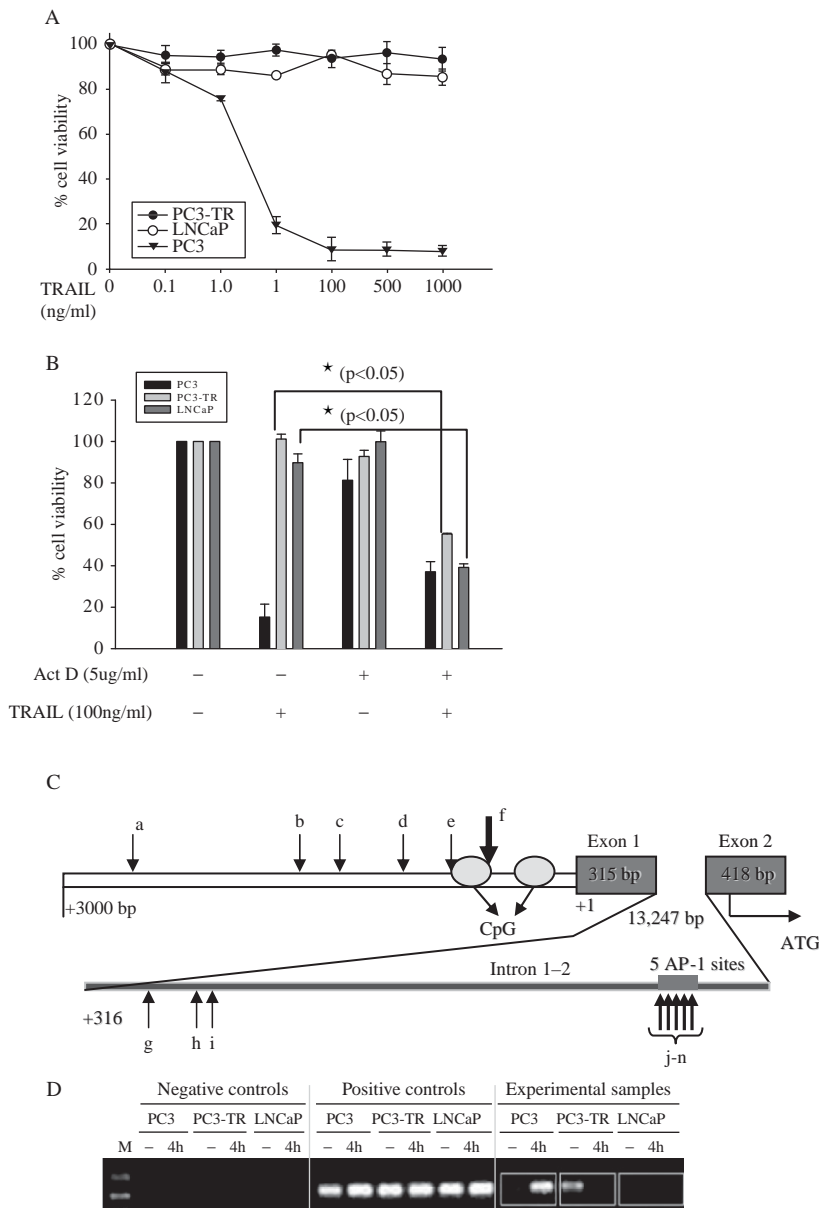 A
100
80
60
40
20
0
% cell viability
PC3-TR
LNCaP
PC3
TRAIL
(ng/ml)
0 0.1 1.0 1 100 500 1000
B
PC3
PC3-TR
LNCaP
★ (p<0.05)
★ (p<0.05)
120
100
80
60
40
20
0
% cell viability
Act D (5ug/ml) – – + +
TRAIL (100ng/ml) – + – +
C
a b c d e f
Exon 1 Exon 2
315 bp 418 bp
+3000 bp +1
CpG
13,247 bp
ATG
Intron 1–2
5 AP-1 sites
+316
g h i
j-n
D
Negative controls Positive controls Experimental samples
PC3 PC3-TR LNCaP PC3 PC3-TR LNCaP PC3 PC3-TR LNCaP
M – 4h – 4h – 4h – 4h – 4h – 4h – 4h – 4h – 4h